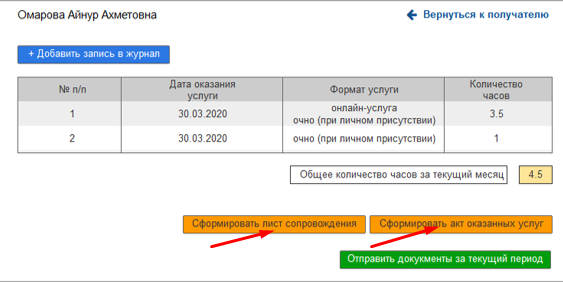 Омарова Айнур Ахметовна
Вернуться к получателю
+ Добавить запись в журнал
№ п/п
Дата оказания
услуги
Формат услуги
Количество
часов
1
30.03.2020
онлайн-услуга
очно (при личном присутствии)
3.5
2
30.03.2020
очно (при личном присутствии)
1
Общее количество часов за текущий месяц
4.5
Сформировать лист сопровождения
Сформировать акт оказанных услуг
Отправить докукменты за текущий период